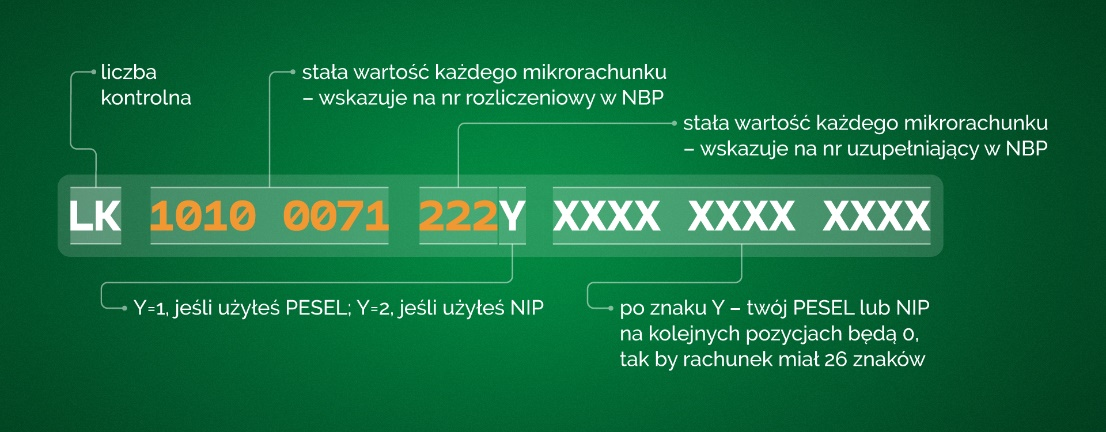 liczba
kontrolna
stała wartość każdego mikrorachunku
– wskazuje na nr rozliczeniowy w NBP
stała wartość każdego mikrorachunku
– wskazuje na nr uzupełniający w NBP
LK 1010 0071 222Y XXXX XXXX XXXX
Y=1, jeśli użyłeś PESEL; Y=2, jeśli użyłeś NIP
po znaku Y – twój PESEL lub NIP
na kolejnych pozycjach będą 0,
tak by rachunek miał 26 znaków